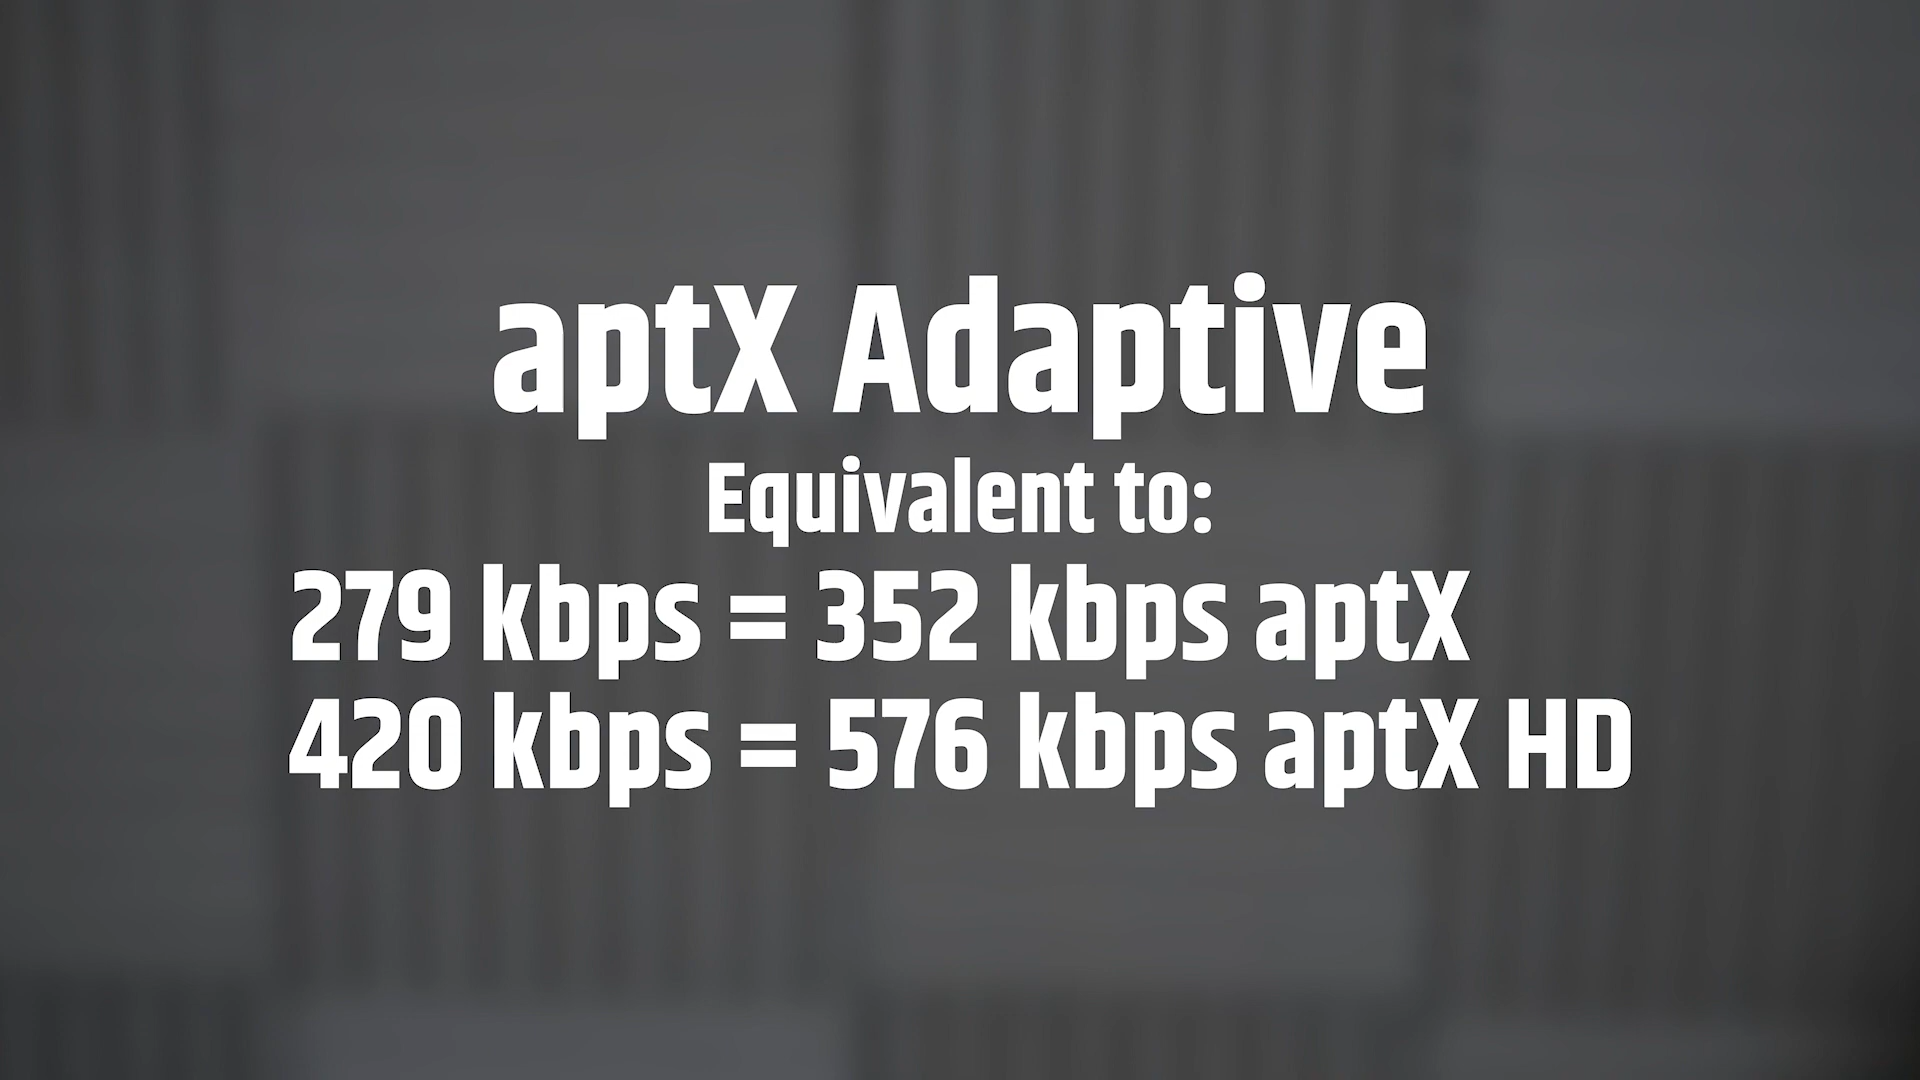 aptX Adaptive
Equivalent to:
279 kbps = 352 kbps aptX
420 kbps = 576 kbps aptX HD